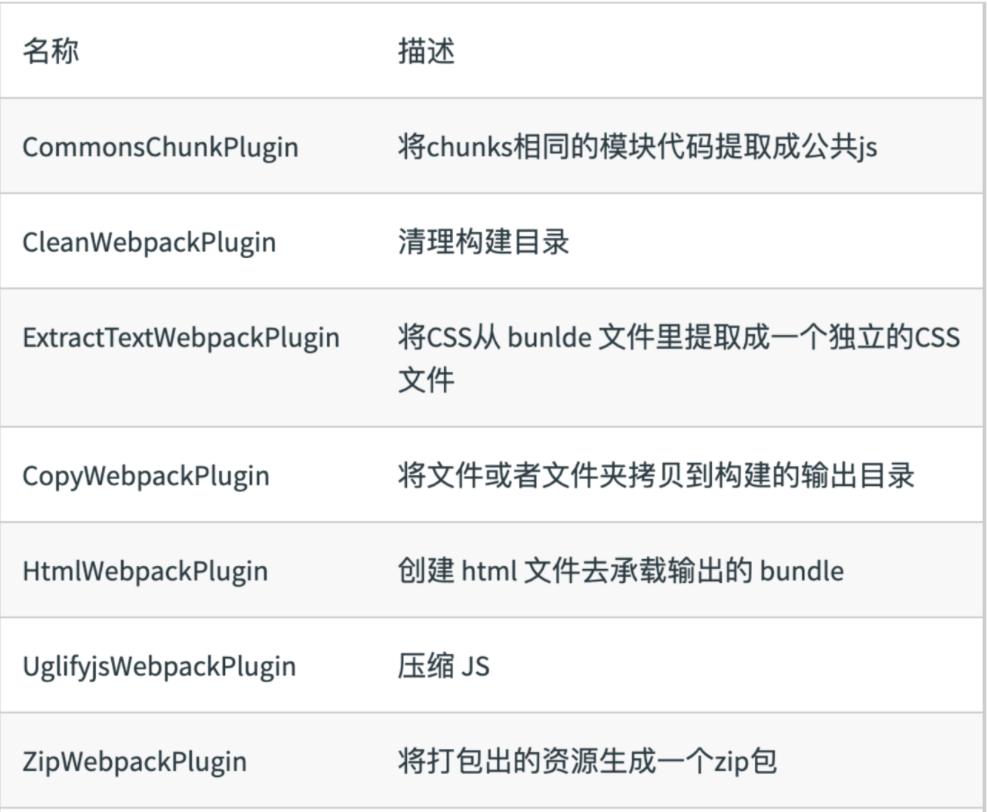 名称 描述
CommonsChunkPlugin 将chunks相同的模块代码提取成公共js
CleanWebpackPlugin 清理构建目录
ExtractTextWebpackPlugin 将CSS从 bunlde 文件里提取成一个独立的CSS
文件
CopyWebpackPlugin 将文件或者文件夹拷贝到构建的输出目录
HtmlWebpackPlugin 创建 html 文件去承载输出的 bundle
UglifyjsWebpackPlugin 压缩 JS
ZipWebpackPlugin 将打包出的资源生成一个zip包